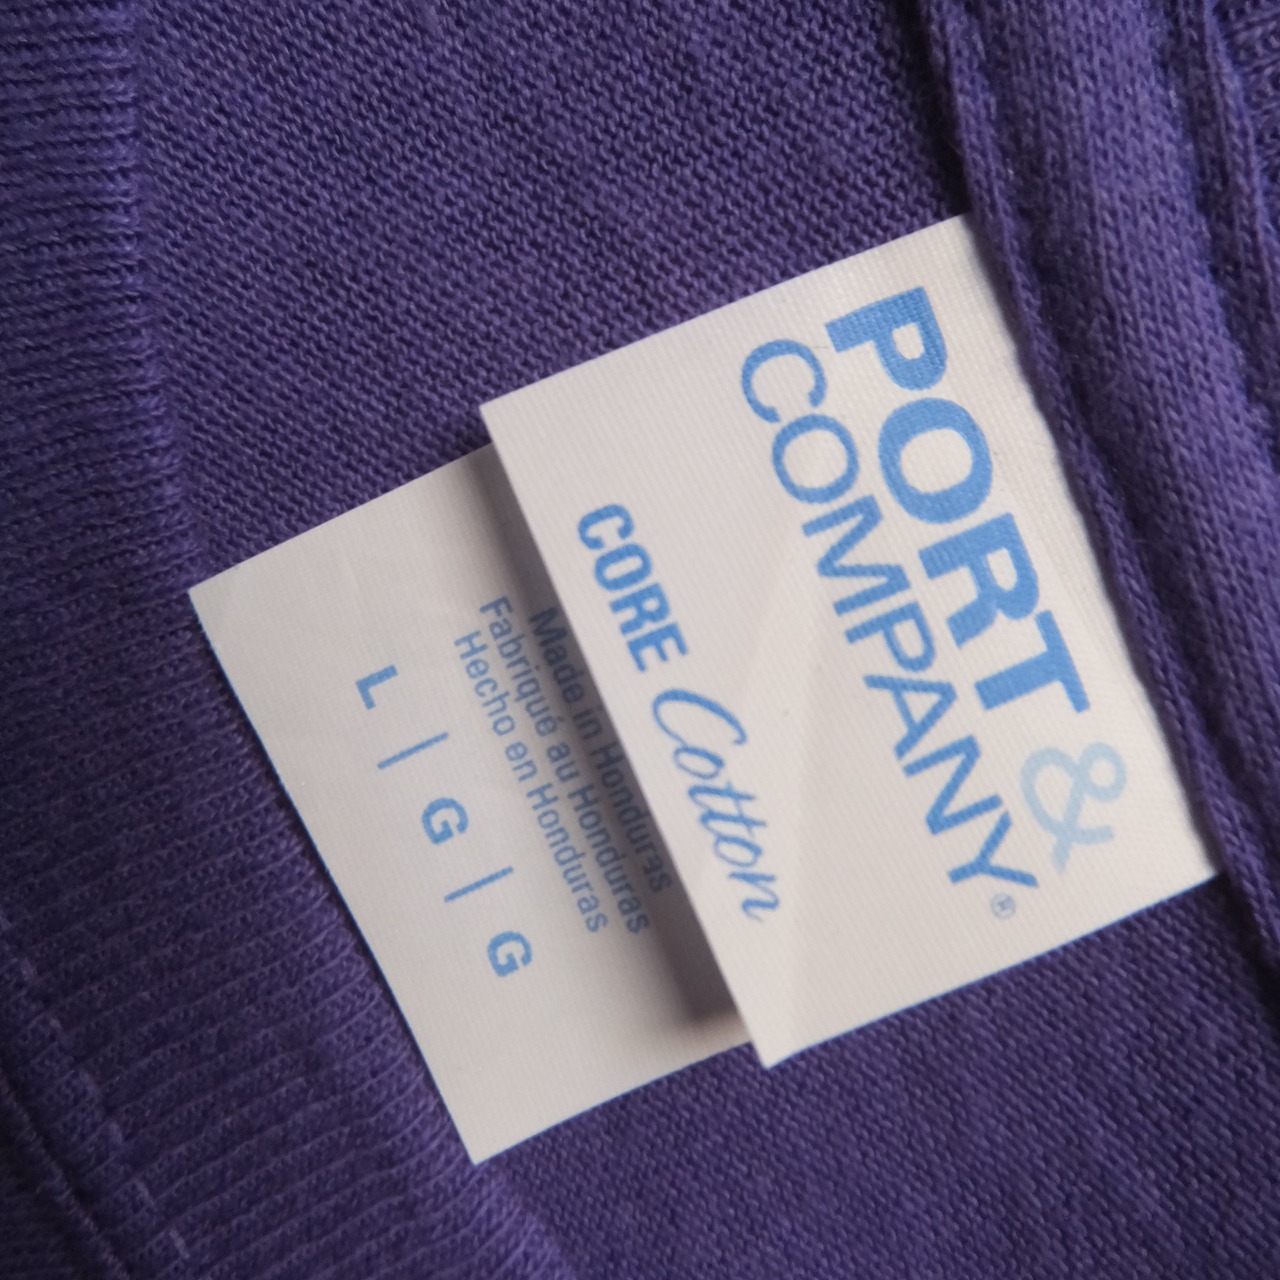 PORT &
COMPANY®
CORE Cotton
Made in Honduras
Fabriqué au Honduras
Hecho en Honduras
L | G | G